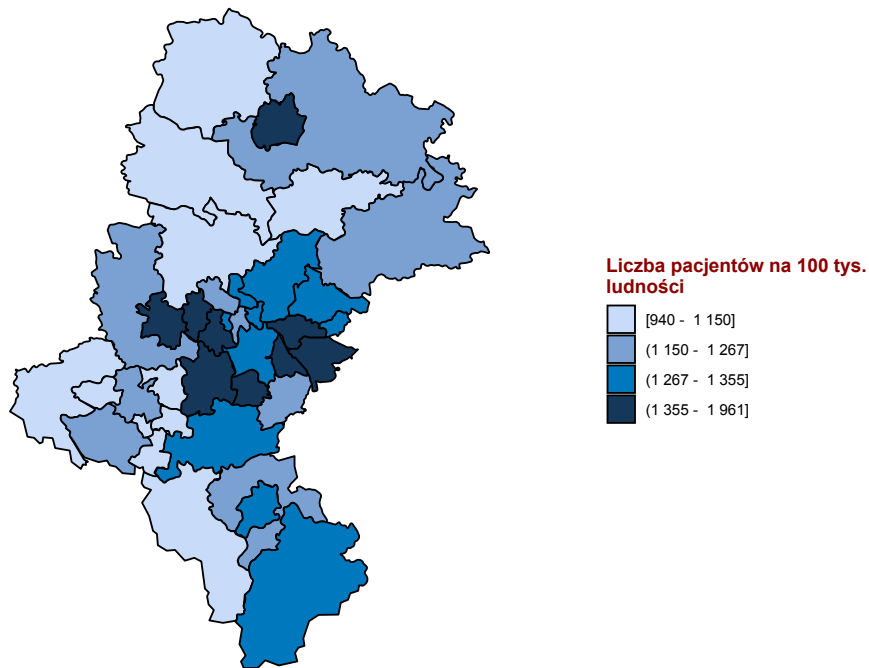 Liczba pacjentów na 100 tys.
ludności
[940 - 1 150]
(1 150 - 1 267]
(1 267 - 1 355]
(1 355 - 1 961]